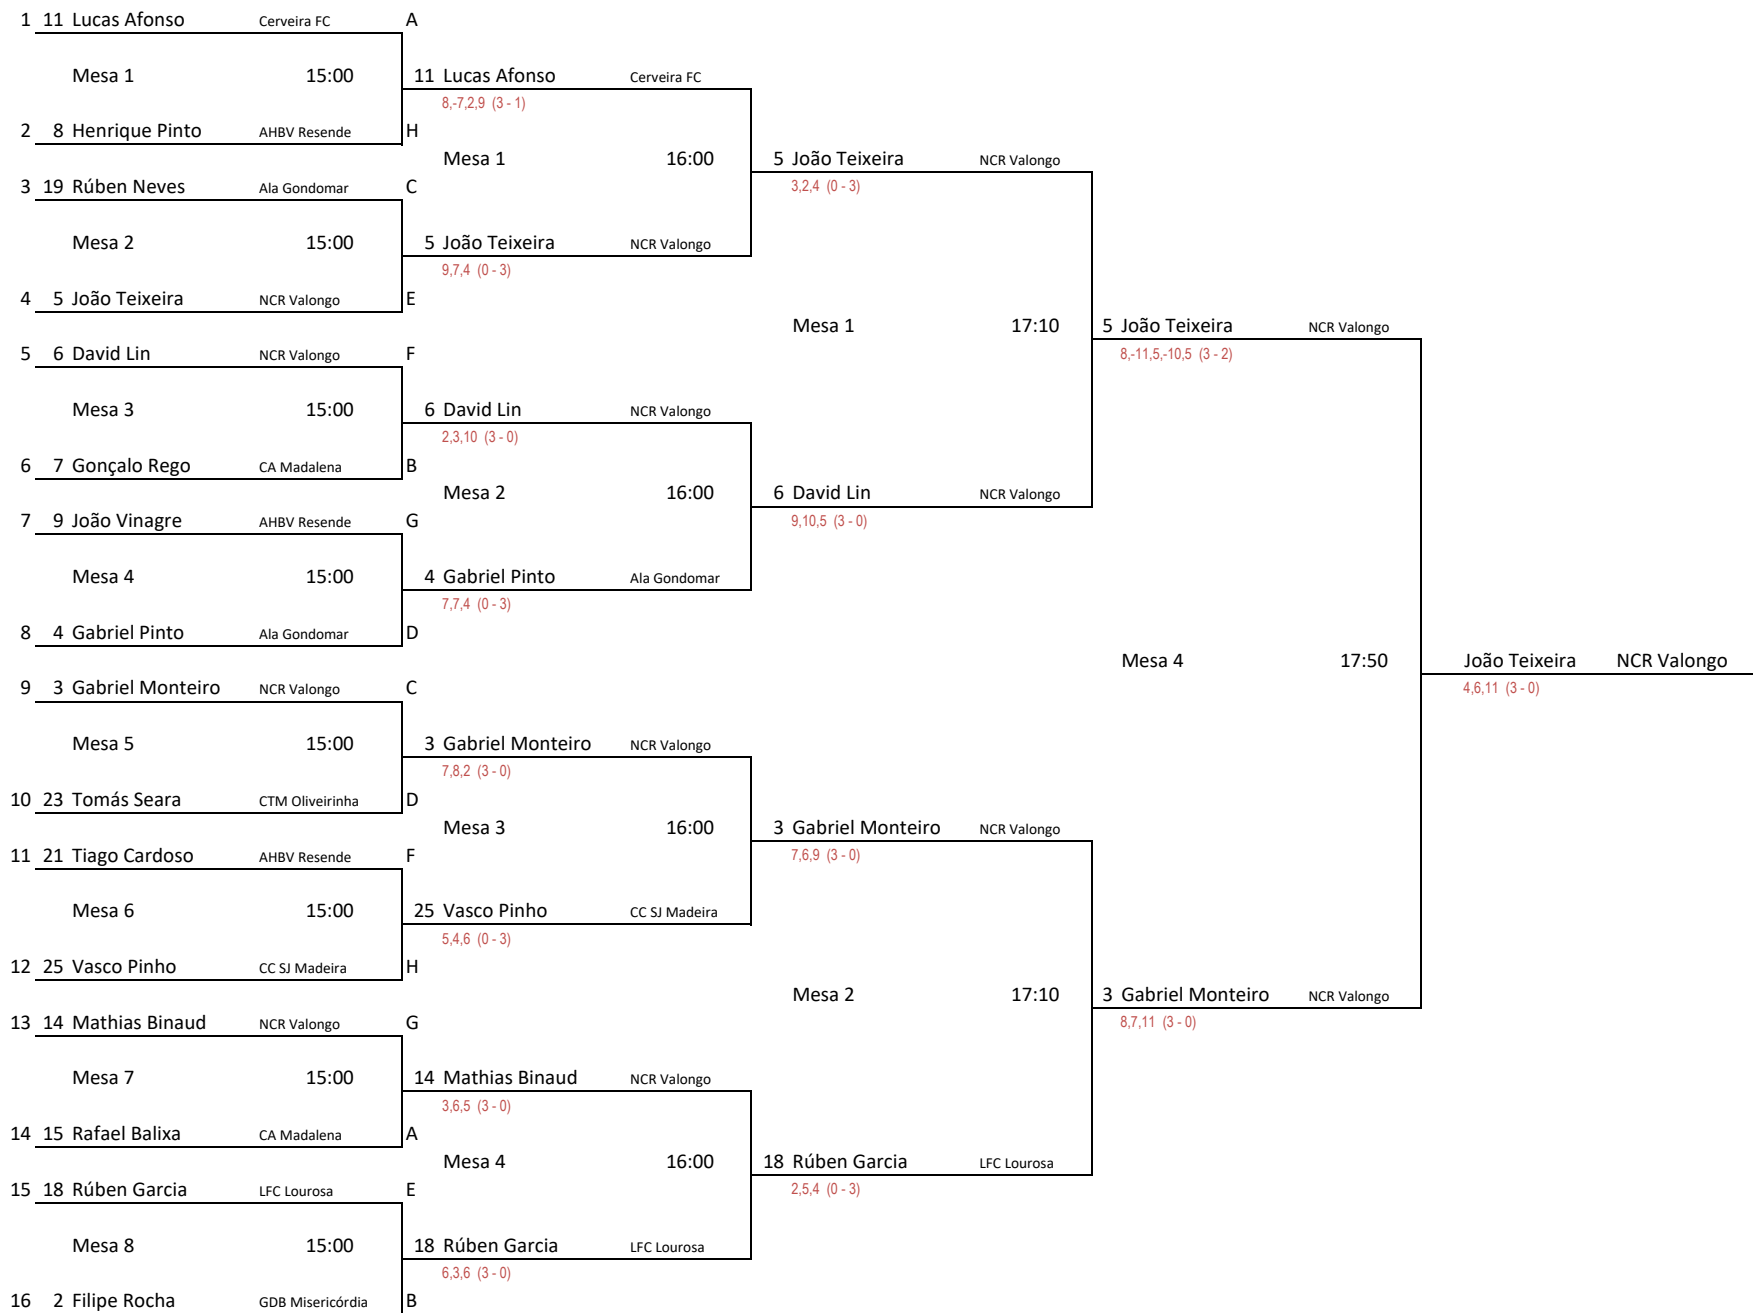 1 11 Lucas Afonso Cerveira FC A
Mesa 1 15:00 11 Lucas Afonso Cerveira FC
8,-7,2,9 (3 - 1)
2 8 Henrique Pinto AHBV Resende H
Mesa 1 16:00 5 João Teixeira NCR Valongo
3 19 Rúben Neves Ala Gondomar C 3,2,4 (0 - 3)
Mesa 2 15:00 5 João Teixeira NCR Valongo
9,7,4 (0 - 3)
4 5 João Teixeira NCR Valongo E
Mesa 1 17:10 5 João Teixeira NCR Valongo
5 6 David Lin NCR Valongo F 8,-11,5,-10,5 (3 - 2)
Mesa 3 15:00 6 David Lin NCR Valongo
2,3,10 (3 - 0)
6 7 Gonçalo Rego CA Madalena B
Mesa 2 16:00 6 David Lin NCR Valongo
7 9 João Vinagre AHBV Resende G 9,10,5 (3 - 0)
Mesa 4 15:00 4 Gabriel Pinto Ala Gondomar
7,7,4 (0 - 3)
8 4 Gabriel Pinto Ala Gondomar D
Mesa 4 17:50 João Teixeira NCR Valongo
9 3 Gabriel Monteiro NCR Valongo C 4,6,11 (3 - 0)
Mesa 5 15:00 3 Gabriel Monteiro NCR Valongo
7,8,2 (3 - 0)
10 23 Tomás Seara CTM Oliveirinha D
Mesa 3 16:00 3 Gabriel Monteiro NCR Valongo
11 21 Tiago Cardoso AHBV Resende F 7,6,9 (3 - 0)
Mesa 6 15:00 25 Vasco Pinho CC SJ Madeira
5,4,6 (0 - 3)
12 25 Vasco Pinho CC SJ Madeira H
Mesa 2 17:10 3 Gabriel Monteiro NCR Valongo
13 14 Mathias Binaud NCR Valongo G 8,7,11 (3 - 0)
Mesa 7 15:00 14 Mathias Binaud NCR Valongo
3,6,5 (3 - 0)
14 15 Rafael Balixa CA Madalena A
Mesa 4 16:00 18 Rúben Garcia LFC Lourosa
15 18 Rúben Garcia LFC Lourosa E 2,5,4 (0 - 3)
Mesa 8 15:00 18 Rúben Garcia LFC Lourosa
6,3,6 (3 - 0)
16 2 Filipe Rocha GDB Misericórdia B